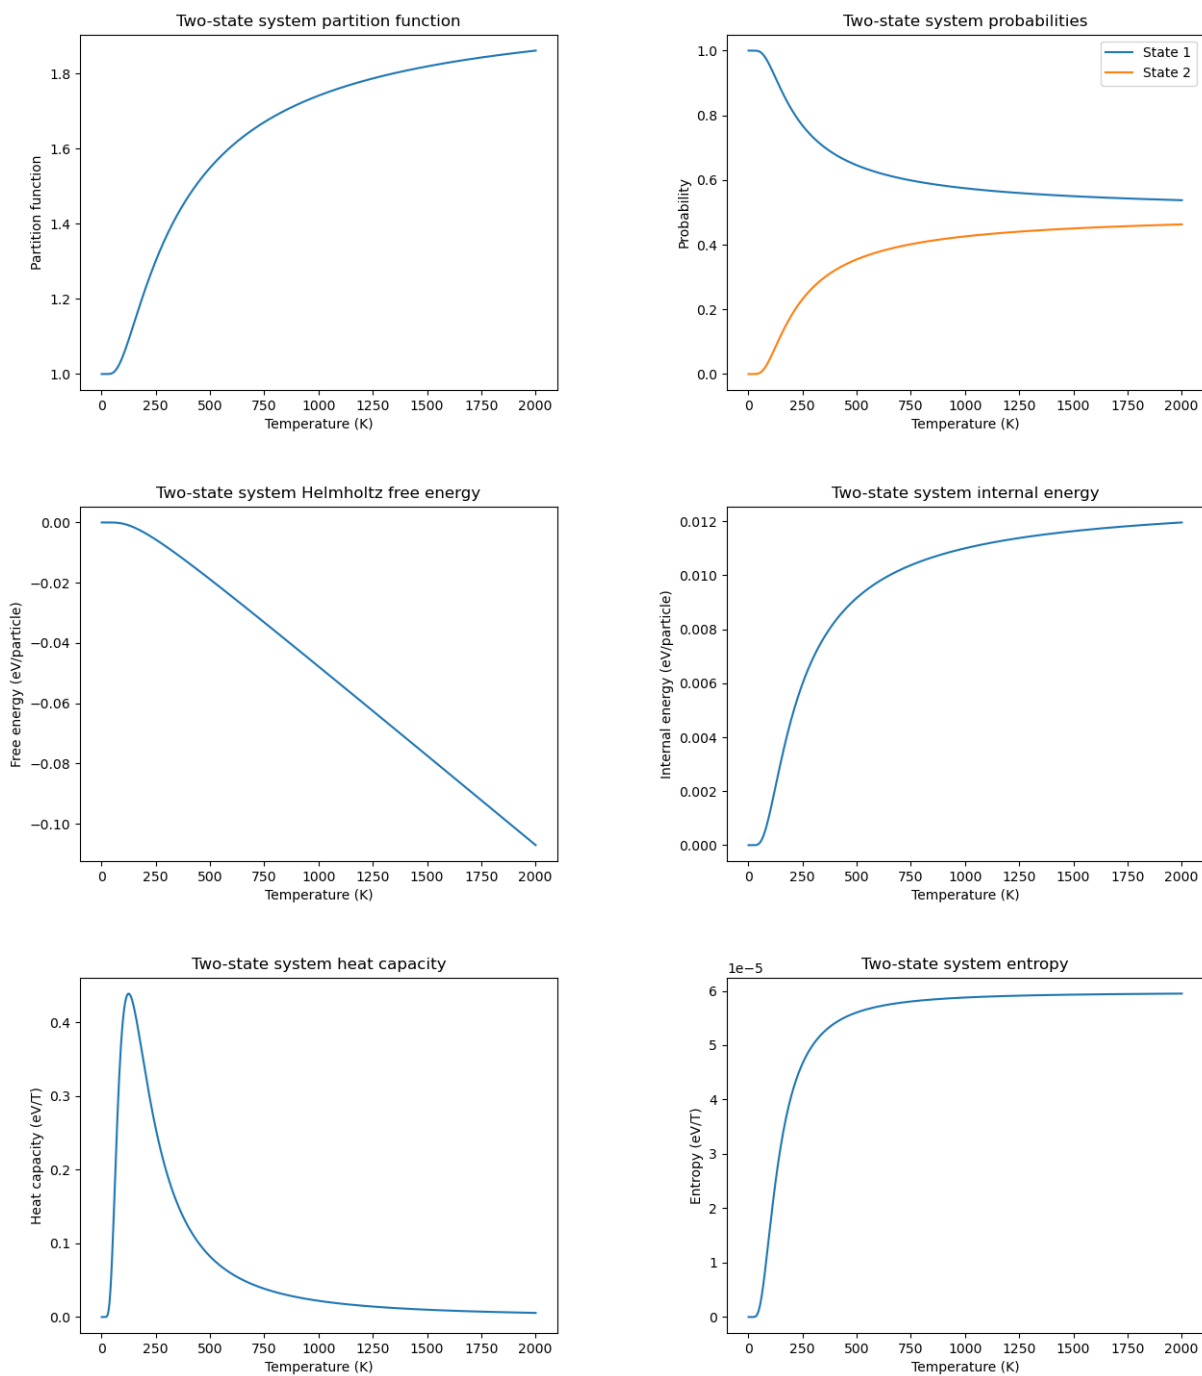 Two-state system partition function
1.8
1.6
1.4
1.2
1.0
Partition function
0 250 500 750 1000 1250 1500 1750 2000
Temperature (K)
Two-state system probabilities
State 1
State 2
1.0
0.8
0.6
0.4
0.2
0.0
Probability
0 250 500 750 1000 1250 1500 1750 2000
Temperature (K)
Two-state system Helmholtz free energy
0.00
−0.02
−0.04
−0.06
−0.08
−0.10
Free energy (eV/particle)
0 250 500 750 1000 1250 1500 1750 2000
Temperature (K)
Two-state system internal energy
0.012
0.010
0.008
0.006
0.004
0.002
0.000
Internal energy (eV/particle)
0 250 500 750 1000 1250 1500 1750 2000
Temperature (K)
Two-state system heat capacity
0.4
0.3
0.2
0.1
0.0
Heat capacity (eV/T)
0 250 500 750 1000 1250 1500 1750 2000
Temperature (K)
Two-state system entropy
1e−5
6
5
4
3
2
1
0
Entropy (eV/T)
0 250 500 750 1000 1250 1500 1750 2000
Temperature (K)